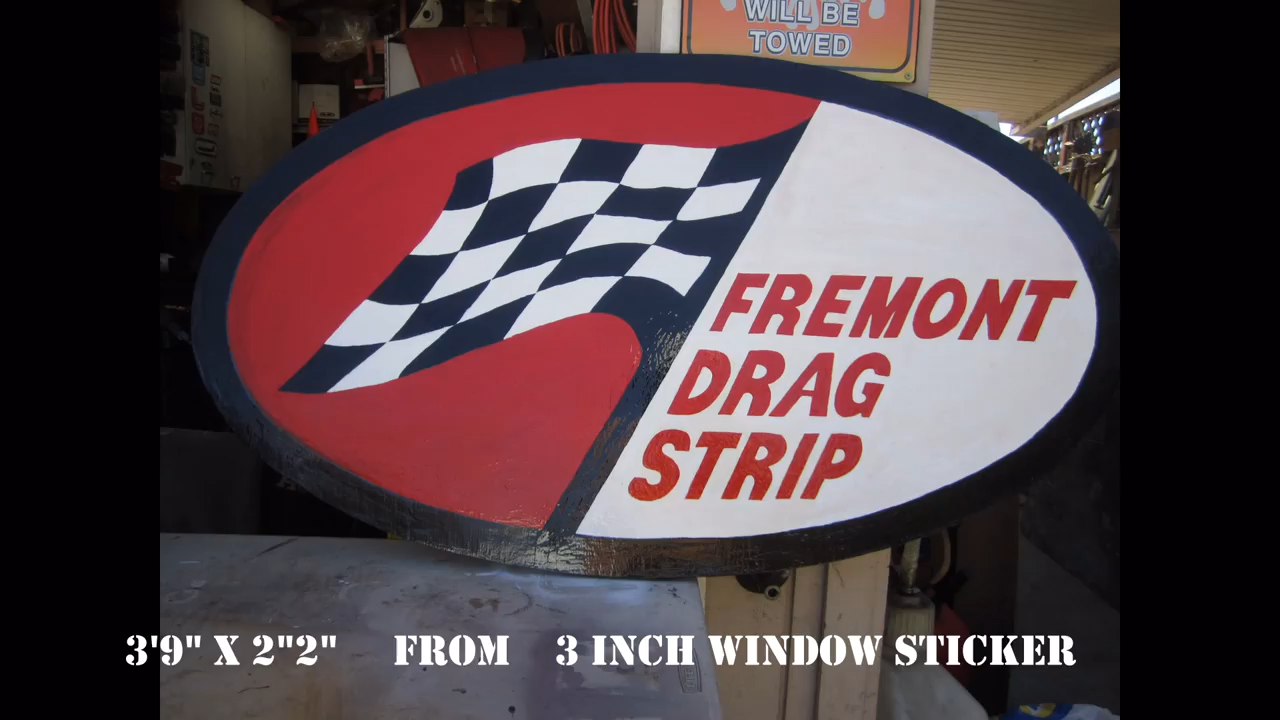 WILL BE
TOWED
FREMONT
DRAG
STRIP
3'9" X 2"2" FROM 3 INCH WINDOW STICKER